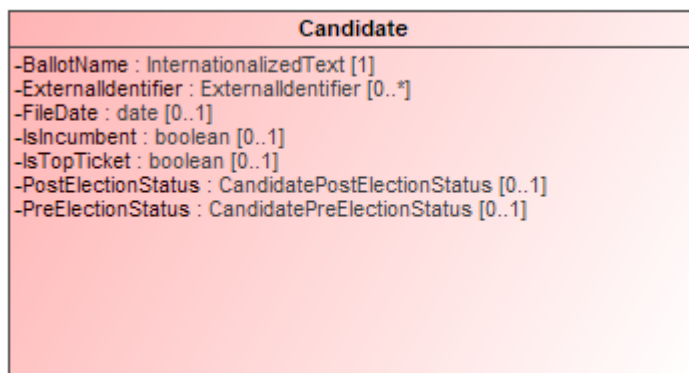 Candidate
-BallotName : InternationalizedText [1]
-ExternalIdentifier : ExternalIdentifier [0..*]
-FileDate : date [0..1]
-IsIncumbent : boolean [0..1]
-IsTopTicket : boolean [0..1]
-PostElectionStatus : CandidatePostElectionStatus [0..1]
-PreElectionStatus : CandidatePreElectionStatus [0..1]